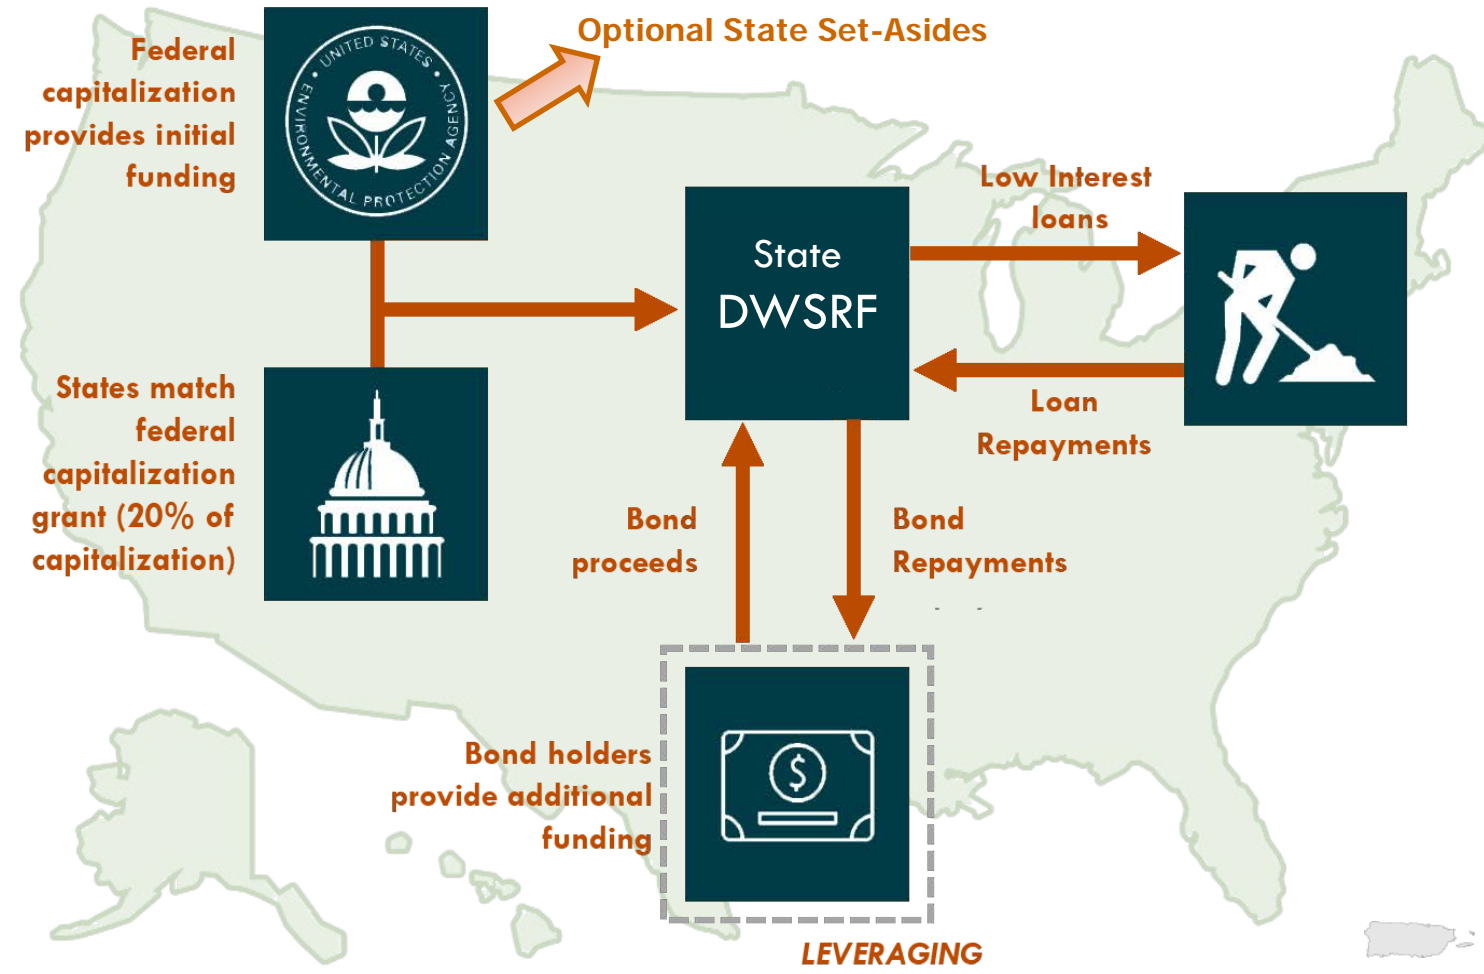 Optional State Set-Asides
Federal
capitalization
provides initial
funding
UNITED STATES
ENVIRONMENTAL PROTECTION AGENCY
Low Interest
loans
State
DWSRF
States match
federal
capitalization
grant (20% of
capitalization)
Loan
Repayments
Bond
proceeds
Bond
Repayments
Bond holders
provide additional
funding
$
LEVERAGING